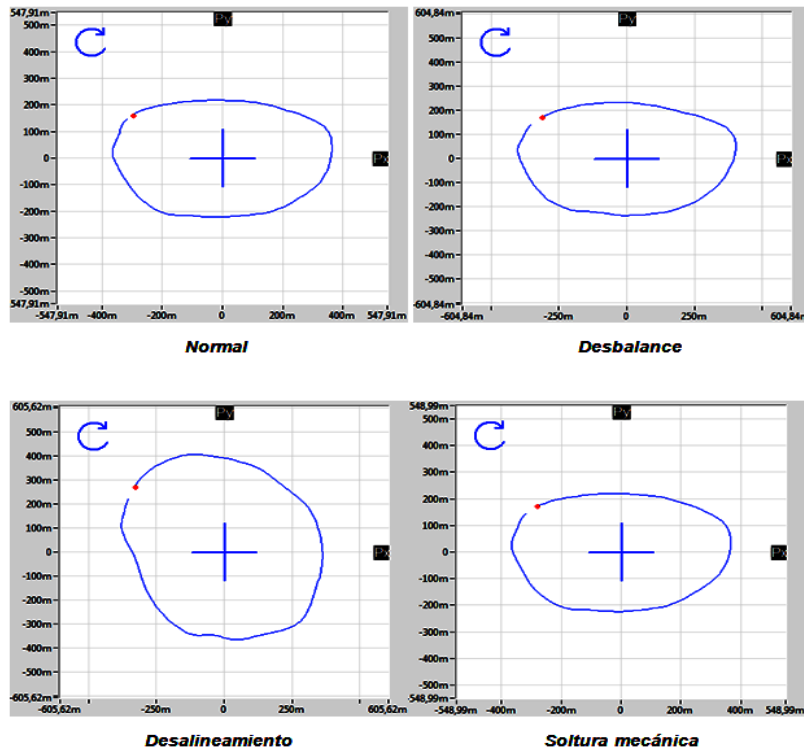 547,91m
500m
400m
300m
200m
100m
0
-100m
-200m
-300m
-400m
-500m
547,91m
-547,91m -400m -200m 0 200m 400m 547,91m
Py
Px
Normal
604,84m
500m
400m
300m
200m
100m
0
-100m
-200m
-300m
-400m
-500m
-604,84m
-604,84m -250m 0 250m 604,84m
Py
Px
Desbalance
605,62m
500m
400m
300m
200m
100m
0
-100m
-200m
-300m
-400m
-500m
-605,62m
-605,62m -250m 0 250m 605,62m
Py
Px
Desalineamiento
548,99m
500m
400m
300m
200m
100m
0
-100m
-200m
-300m
-400m
-500m
-548,99m
-548,99m -400m -200m 0 200m 400m 548,99m
Py
Px
Soltura mecánica